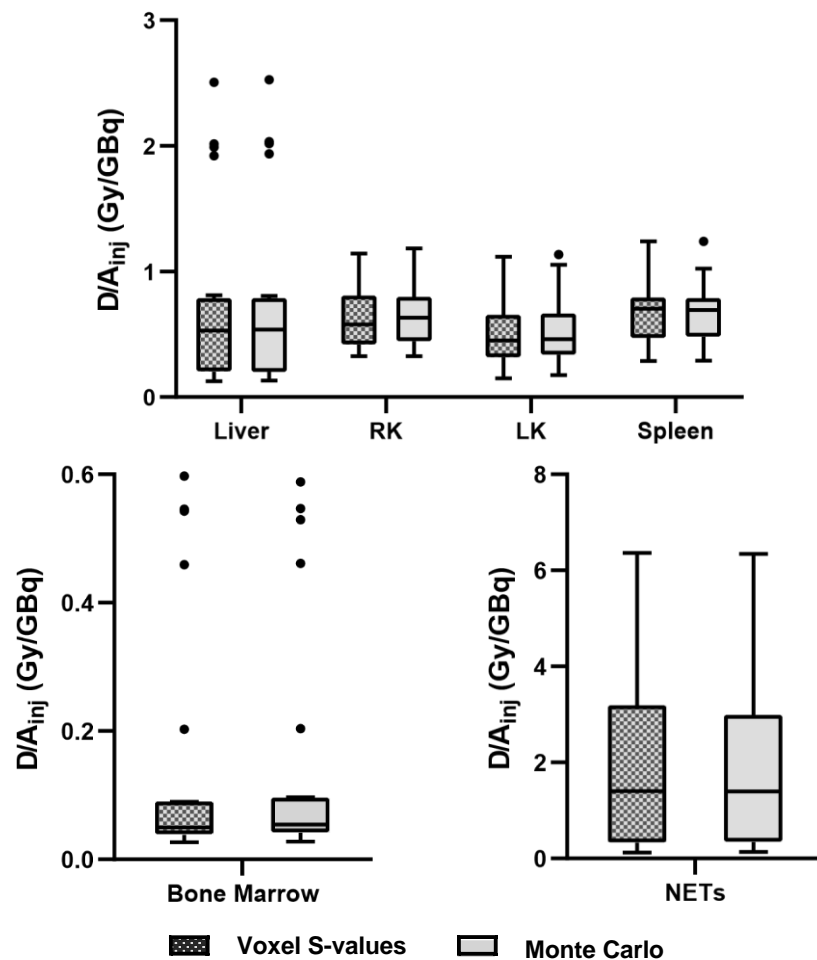 D/Ainj (Gy/GBq)
3
2
1
0
Liver RK LK Spleen
D/Ainj (Gy/GBq)
0.6
0.4
0.2
0.0
Bone Marrow
D/Ainj (Gy/GBq)
8
6
4
2
0
NETs
Voxel S-values Monte Carlo